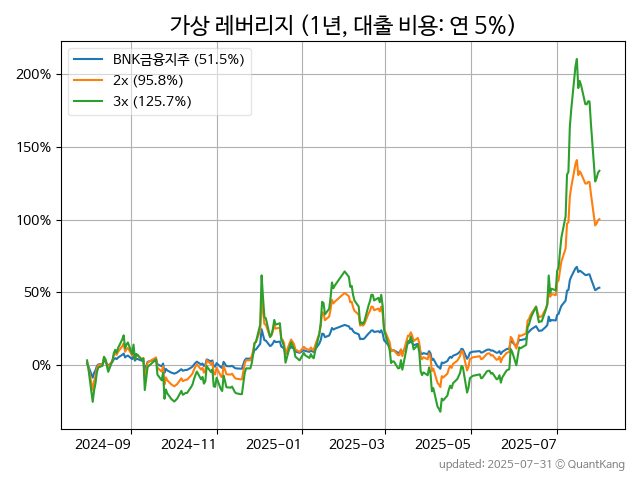 가상 레버리지 (1년, 대출 비용: 연 5%)
BNK금융지주 (51.5%)
2x (95.8%)
3x (125.7%)
200%
150%
100%
50%
0%
2024-09
2024-11
2025-01
2025-03
2025-05
2025-07
updated: 2025-07-31 © QuantKang